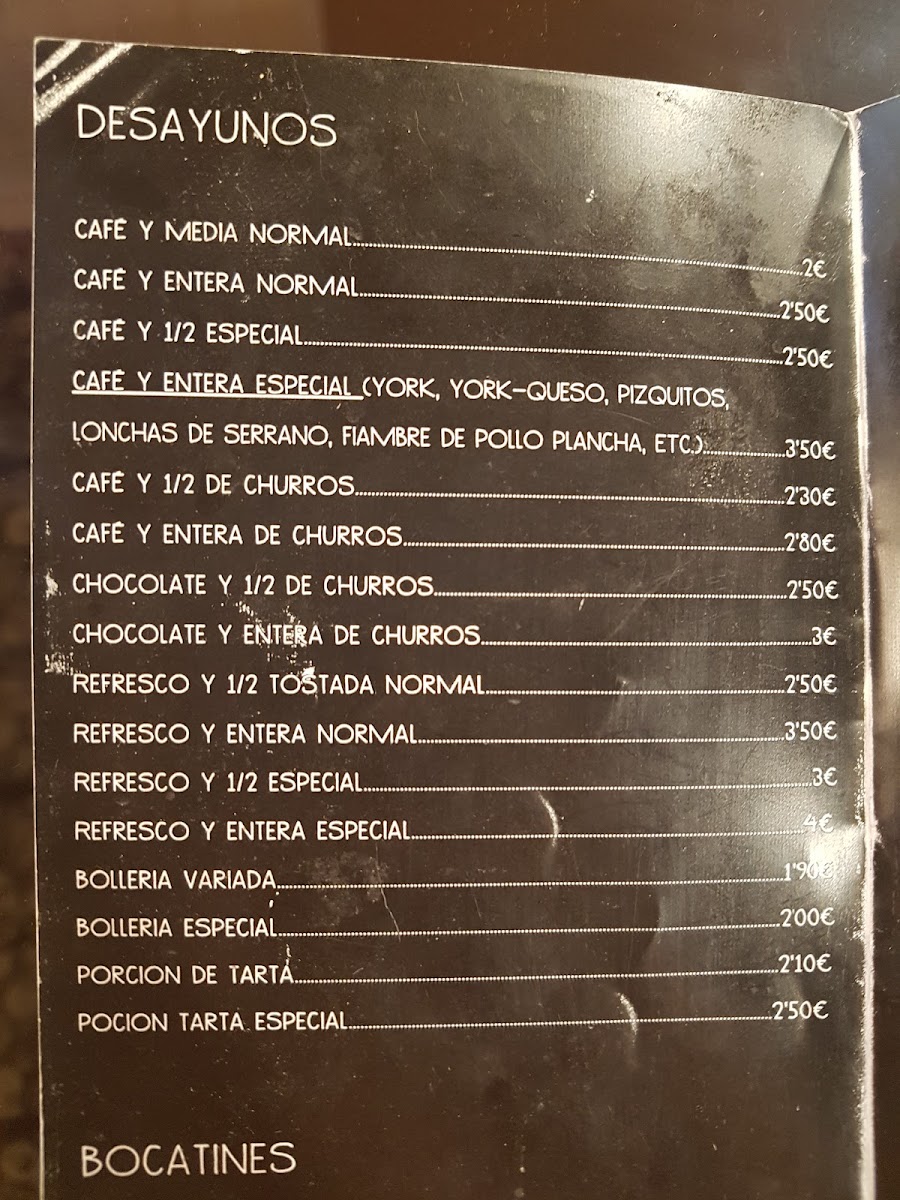 DESAYUNOS
CAFÉ Y MEDIA NORMAL........2€
CAFÉ Y ENTERA NORMAL........2'50€
CAFÉ Y 1/2 ESPECIAL........2'50€
CAFÉ Y ENTERA ESPECIAL (YORK, YORK-QUESO, PIZQUITOS,
LONCHAS DE SERRANO, FIAMBRE DE POLLO PLANCHA, ETC.)........3'50€
CAFÉ Y 1/2 DE CHURROS........2'30€
CAFÉ Y ENTERA DE CHURROS........2'80€
CHOCOLATE Y 1/2 DE CHURROS........2'50€
CHOCOLATE Y ENTERA DE CHURROS........3€
REFRESCO Y 1/2 TOSTADA NORMAL........2'50€
REFRESCO Y ENTERA NORMAL........3'50€
REFRESCO Y 1/2 ESPECIAL........3€
REFRESCO Y ENTERA ESPECIAL........4€
BOLLERIA VARIADA........1'90€
BOLLERIA ESPECIAL........2'00€
PORCION DE TARTA........2'10€
POCION TARTA ESPECIAL........2'50€
BOCATINES